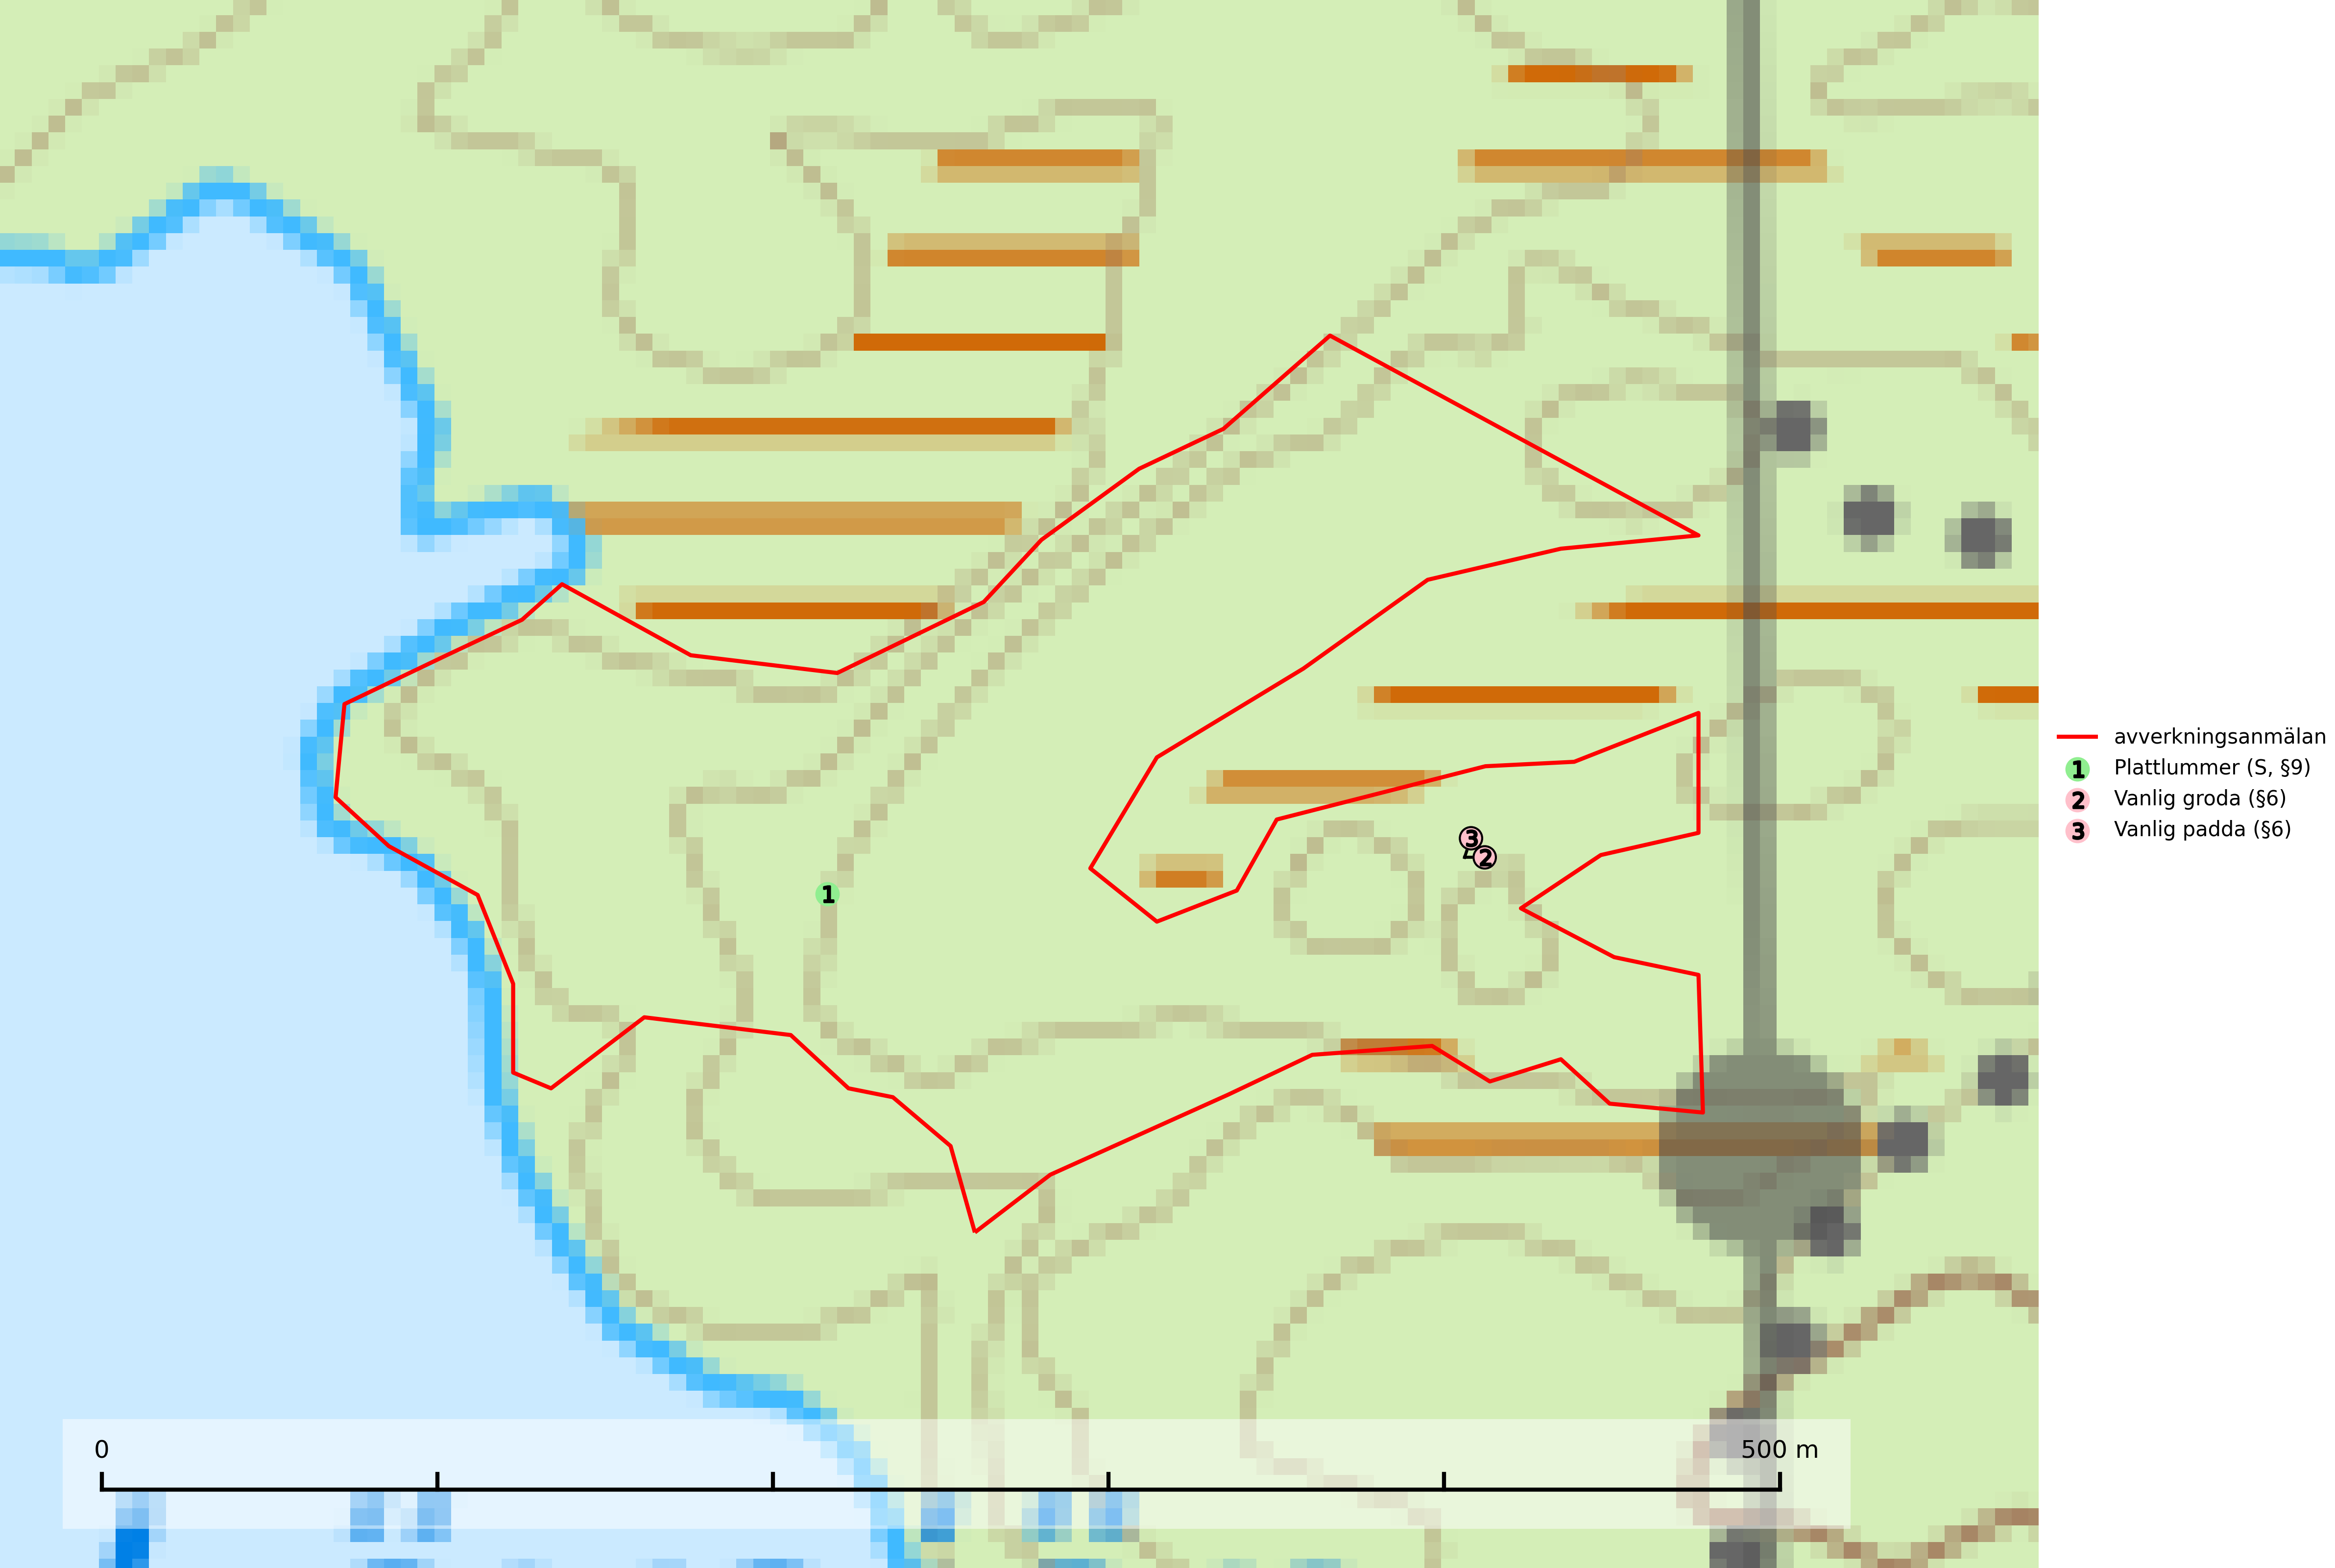 3
2
1
avverkningsanmälan
1 Plattlummer (S, §9)
2 Vanlig groda (§6)
3 Vanlig padda (§6)
0 500 m